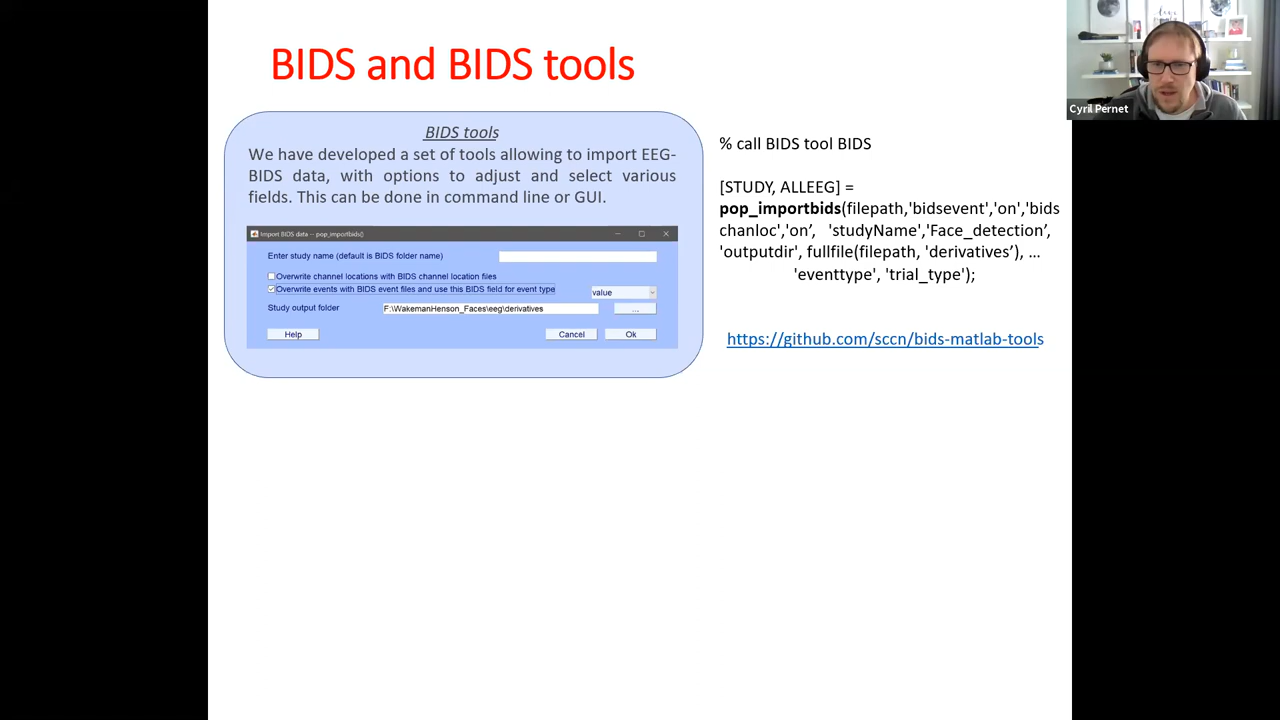 BIDS and BIDS tools
BIDS tools
We have developed a set of tools allowing to import EEG-
BIDS data, with options to adjust and select various
fields. This can be done in command line or GUI.
Import BIDS data -- pop_importbids()
Enter study name (default is BIDS folder name)
Overwrite channel locations with BIDS channel location files
Overwrite events with BIDS event files and use this BIDS field for event type
value
Study output folder
F:\WakemanHenson_Faces\eeg\derivatives
...
Help
Cancel
Ok
% call BIDS tool BIDS
[STUDY, ALLEEG] =
pop_importbids(filepath,'bidsevent','on','bids
chanloc','on’, 'studyName','Face_detection’,
'outputdir', fullfile(filepath, 'derivatives’), …
'eventtype', 'trial_type');
https://github.com/sccn/bids-matlab-tools
Cyril Pernet